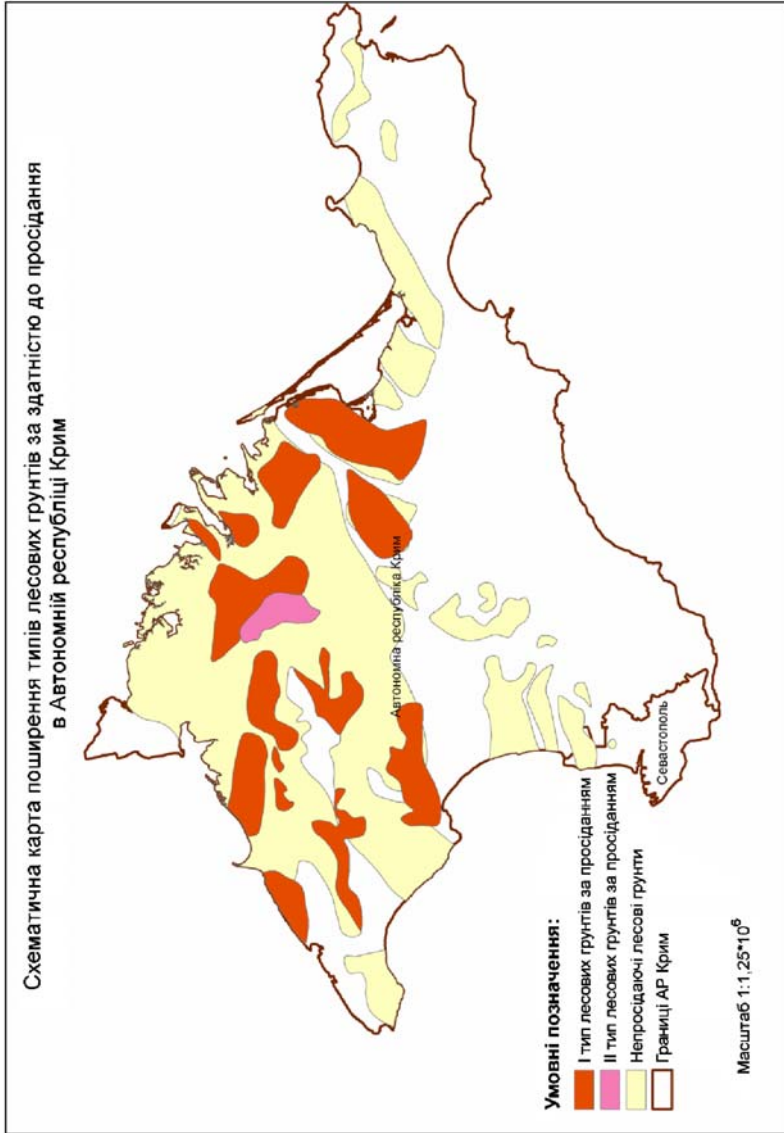 Схематична карта поширення типів лесових грунтів за здатністю до просідання
в Автономній республіці Крим
Автономна республіка Крим
Севастополь
Умовні позначення:
І тип лесових грунтів за просіданням
ІІ тип лесових грунтів за просіданням
Непросідаючі лесові грунти
Границі АР Крим
Масштаб 1:1,25*10⁶